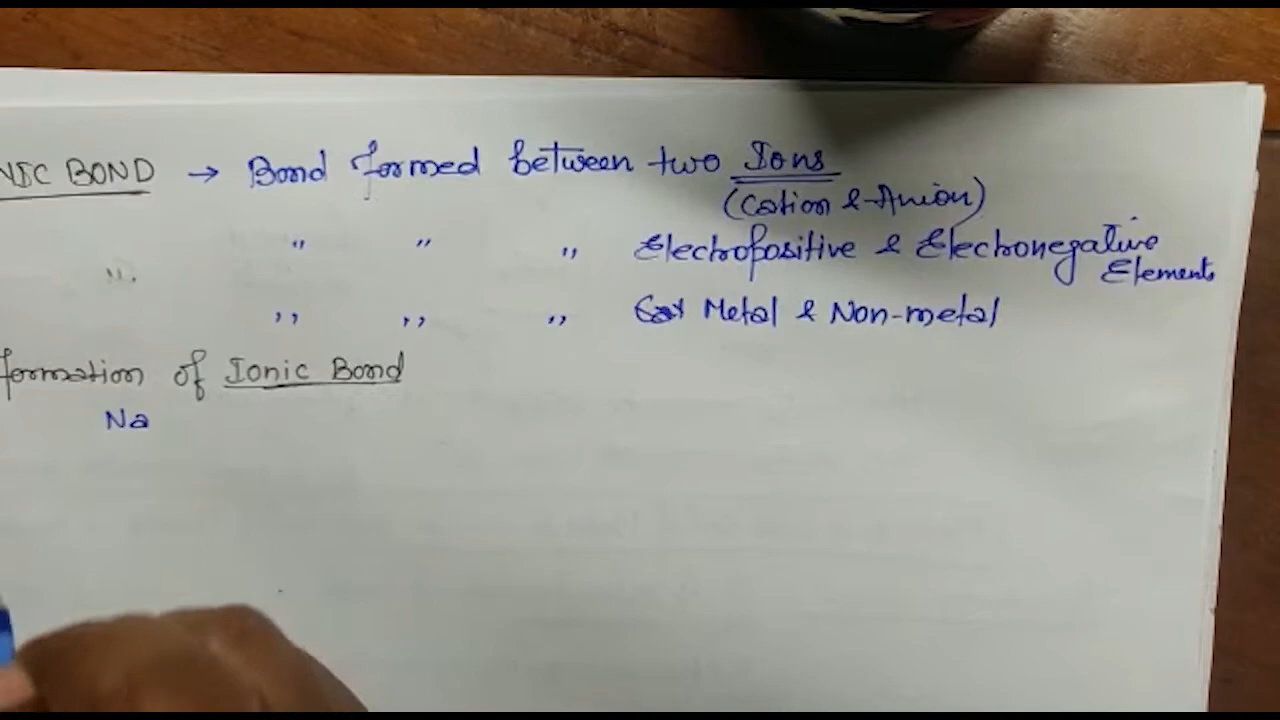 NIC BOND → Bond formed between two Ions
(Cation & Anion)
" " " Electropositive & Electronegative
Elements
,, ,, ,, Metal & Non-metal
formation of Ionic Bond
Na